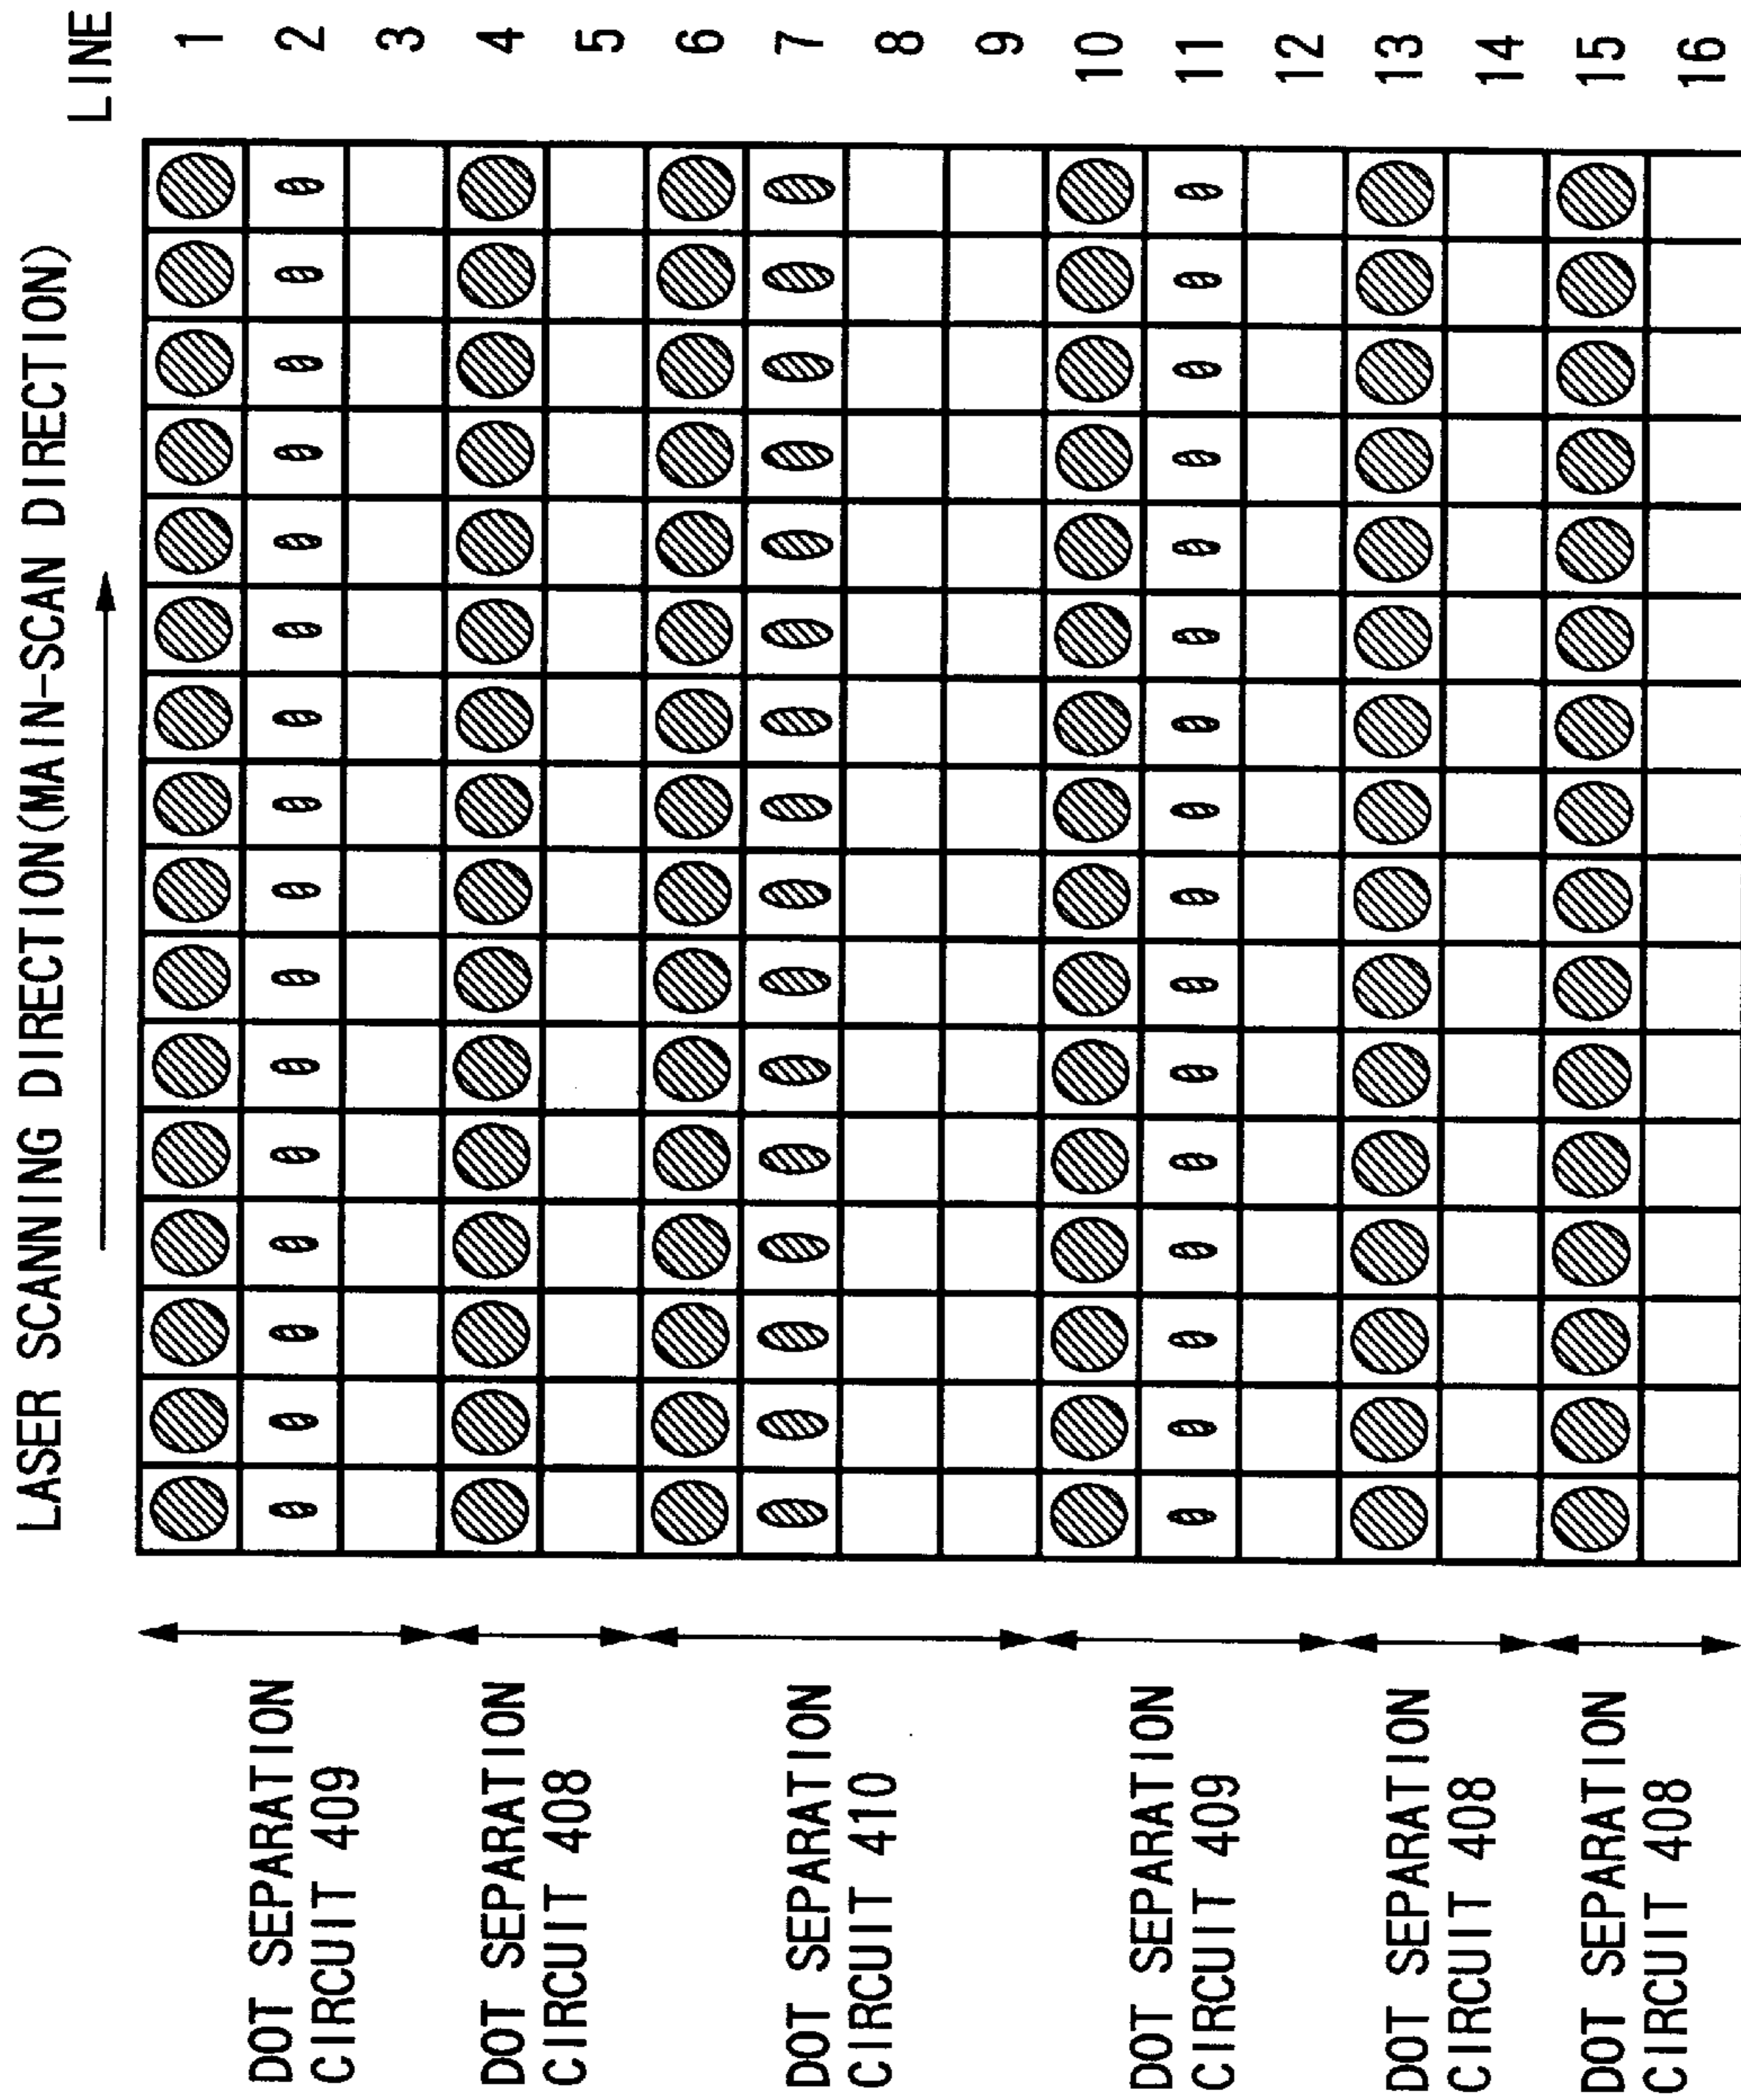 LASER SCANNING DIRECTION(MAIN-SCAN DIRECTION)
LINE
1
2
3
4
5
6
7
8
9
10
11
12
13
14
15
16
DOT SEPARATION
CIRCUIT 409
DOT SEPARATION
CIRCUIT 408
DOT SEPARATION
CIRCUIT 410
DOT SEPARATION
CIRCUIT 409
DOT SEPARATION
CIRCUIT 408
DOT SEPARATION
CIRCUIT 408